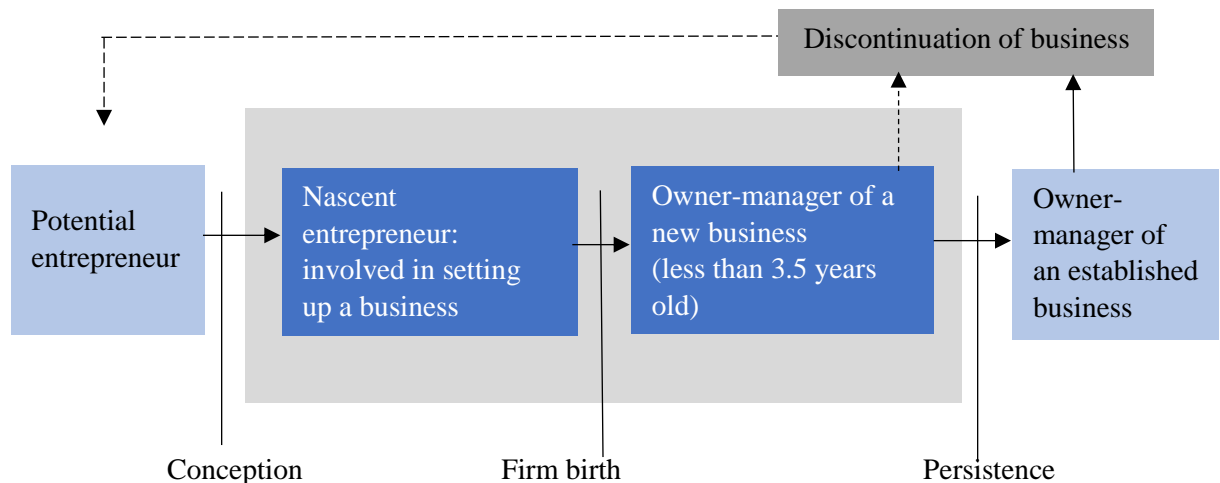 Discontinuation of business
Potential
entrepreneur
Nascent
entrepreneur:
involved in setting
up a business
Owner-manager of a
new business
(less than 3.5 years
old)
Owner-
manager of
an established
business
Conception
Firm birth
Persistence